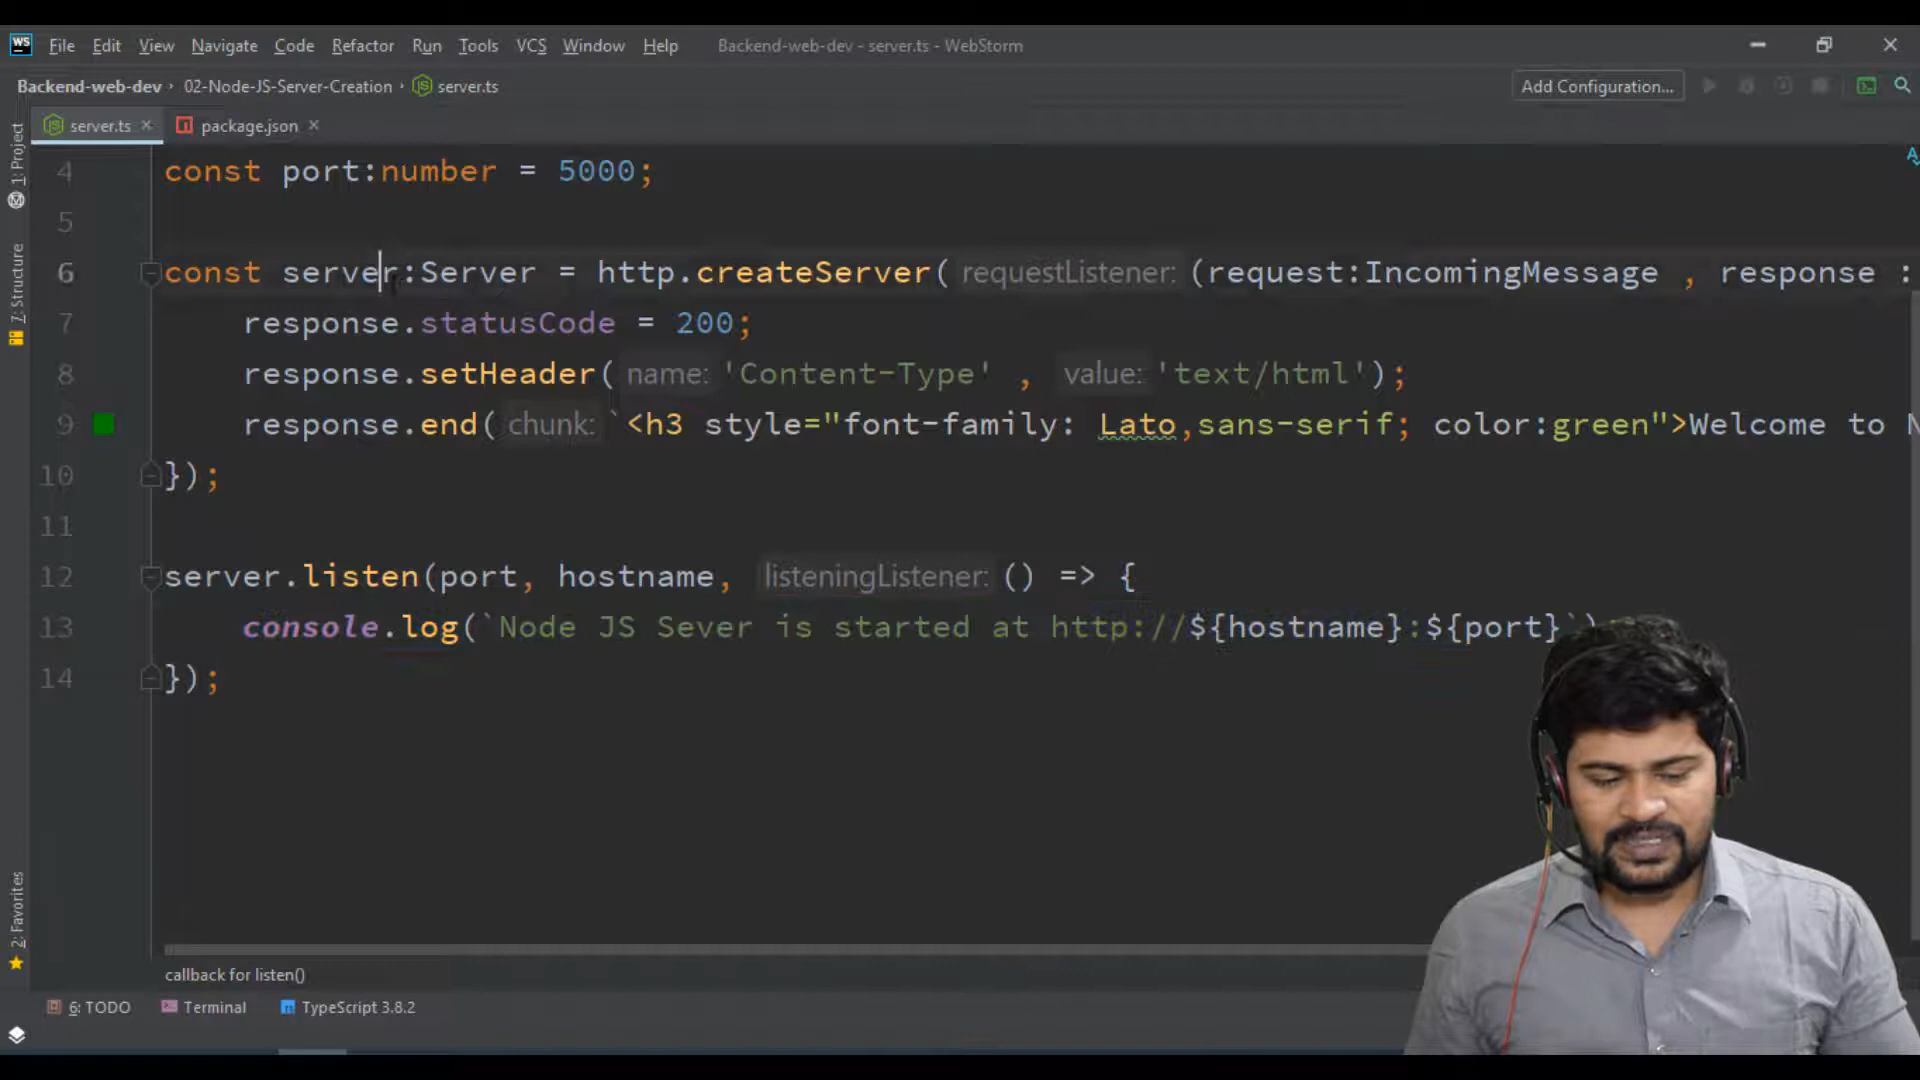 WS File Edit View Navigate Code Refactor Run Tools VCS Window Help Backend-web-dev - server.ts - WebStorm
Backend-web-dev › 02-Node-JS-Server-Creation › server.ts Add Configuration...
server.ts package.json
1: Project
7: Structure
2: Favorites
4 const port:number = 5000;
5
6 const server:Server = http.createServer( requestListener: (request:IncomingMessage , response :
7 response.statusCode = 200;
8 response.setHeader( name: 'Content-Type' , value: 'text/html');
9 response.end( chunk: `<h3 style="font-family: Lato,sans-serif; color:green">Welcome to N
10 });
11
12 server.listen(port, hostname, listeningListener: () => {
13 console.log(`Node JS Sever is started at http://${hostname}:${port}`);
14 });
callback for listen()
6: TODO Terminal TypeScript 3.8.2